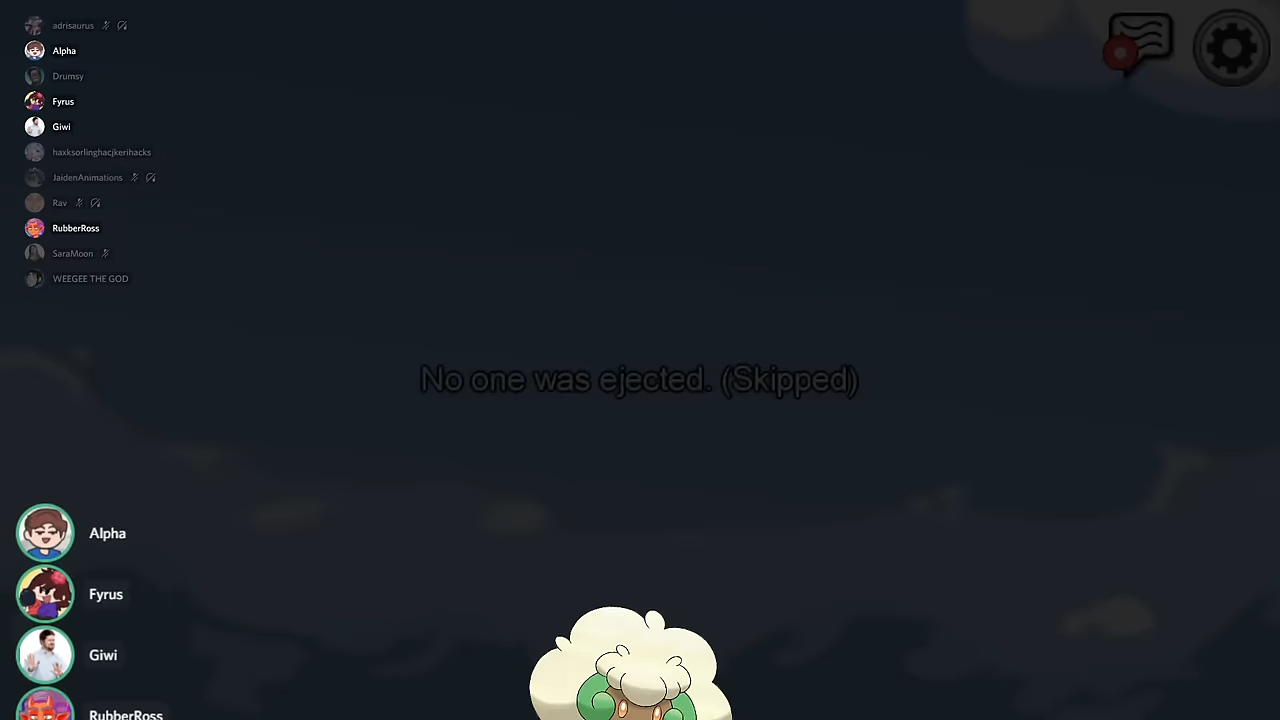 adrisaurus
Alpha
Drumsy
Fyrus
Giwi
haxksorlinghacjkerihacks
JaidenAnimations
Rav
RubberRoss
SaraMoon
WEEGEE THE GOD
No one was ejected. (Skipped)
Alpha
Fyrus
Giwi
RubberRoss